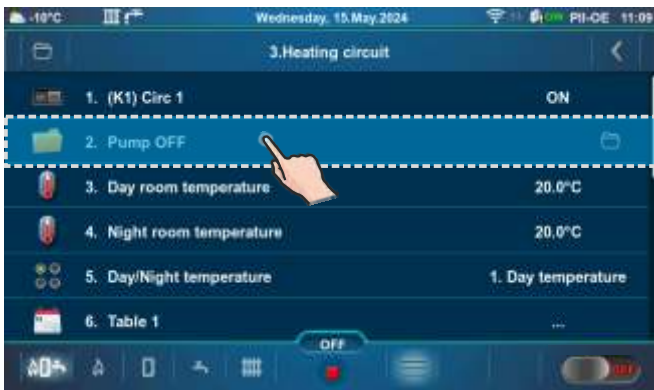 -10°C Wednesday, 15.May.2024 PII-OE 11:09
3.Heating circuit
1. (K1) Circ 1 ON
2. Pump OFF
3. Day room temperature 20.0°C
4. Night room temperature 20.0°C
5. Day/Night temperature 1. Day temperature
6. Table 1 ...
OFF
OFF